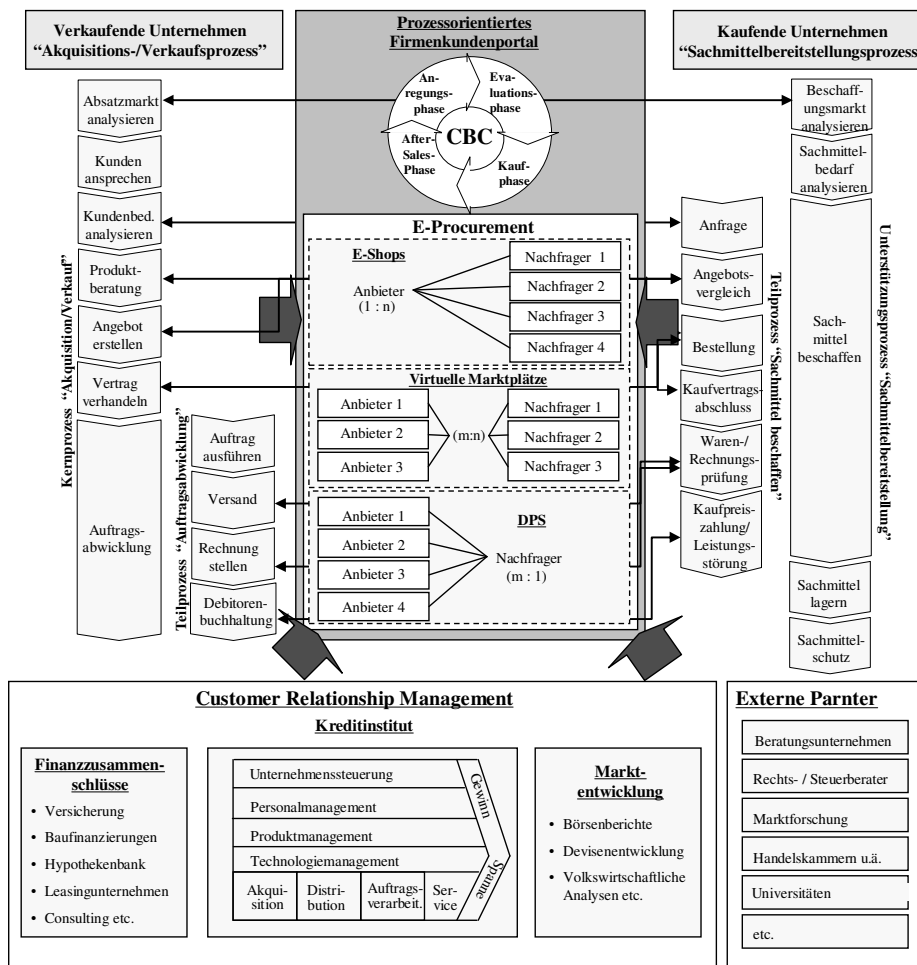 Verkaufende Unternehmen
“Akquisitions-/Verkaufsprozess”
Prozessorientiertes
Firmenkundenportal
Kaufende Unternehmen
“Sachmittelbereitstellungsprozess
An-
regungs-
phase
Evaluations-
phase
After-
Sales-
Phase
CBC
Kauf-
phase
Absatzmarkt
analysieren
Kunden
ansprechen
Kundenbed.
analysieren
Produkt-
beratung
Angebot
erstellen
Vertrag
verhandeln
Auftrags-
abwicklung
Kernprozess “Akquisition/Verkauf”
Auftrag
ausführen
Versand
Rechnung
stellen
Debitoren-
buchhaltung
Teilprozess “Auftragsabwicklung”
E-Procurement
E-Shops
Anbieter
(1 : n)
Nachfrager 1
Nachfrager 2
Nachfrager 3
Nachfrager 4
Virtuelle Marktplätze
Anbieter 1
Anbieter 2
Anbieter 3
(m:n)
Nachfrager 1
Nachfrager 2
Nachfrager 3
DPS
Anbieter 1
Anbieter 2
Anbieter 3
Anbieter 4
Nachfrager
(m : 1)
Anfrage
Angebots-
vergleich
Bestellung
Kaufvertrags-
abschluss
Waren-/
Rechnungs-
prüfung
Kaufpreis-
zahlung/
Leistungs-
störung
Teilprozess “Sachmittel beschaffen”
Beschaf-
fungsmarkt
analysieren
Sachmittel-
bedarf
analysieren
Sach-
mittel
beschaffen
Sachmittel
lagern
Sachmittel-
schutz
Unterstützungsprozess “Sachmittelbereitstellung”
Customer Relationship Management
Kreditinstitut
Finanzzusammen-
schlüsse
• Versicherung
• Baufinanzierungen
• Hypothekenbank
• Leasingunternehmen
• Consulting etc.
Unternehmenssteuerung
Personalmanagement
Produktmanagement
Technologiemanagement
Akqui-
sition
Distri-
bution
Auftrags-
verarbeit.
Ser-
vice
Gewinn
Spanne
Markt-
entwicklung
• Börsenberichte
• Devisenentwicklung
• Volkswirtschaftliche
Analysen etc.
Externe Parnter
Beratungsunternehmen
Rechts- / Steuerberater
Marktforschung
Handelskammern u.ä.
Universitäten
etc.